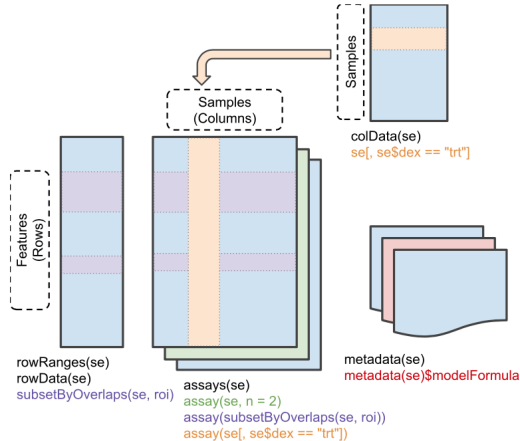 Samples
Samples
(Columns)
colData(se)
se[, se$dex == "trt"]
Features
(Rows)
rowRanges(se)
rowData(se)
subsetByOverlaps(se, roi)
assays(se)
assay(se, n = 2)
assay(subsetByOverlaps(se, roi))
assay(se[, se$dex == "trt"])
metadata(se)
metadata(se)$modelFormula